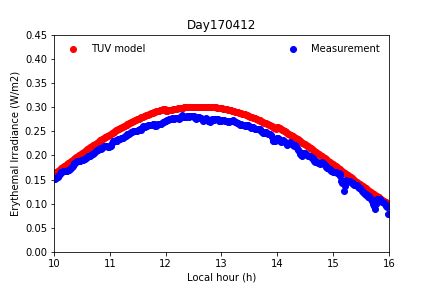 Day170412
TUV model
Measurement
Erythemal Irradiance (W/m2)
0.45
0.40
0.35
0.30
0.25
0.20
0.15
0.10
0.05
0.00
10 11 12 13 14 15 16
Local hour (h)